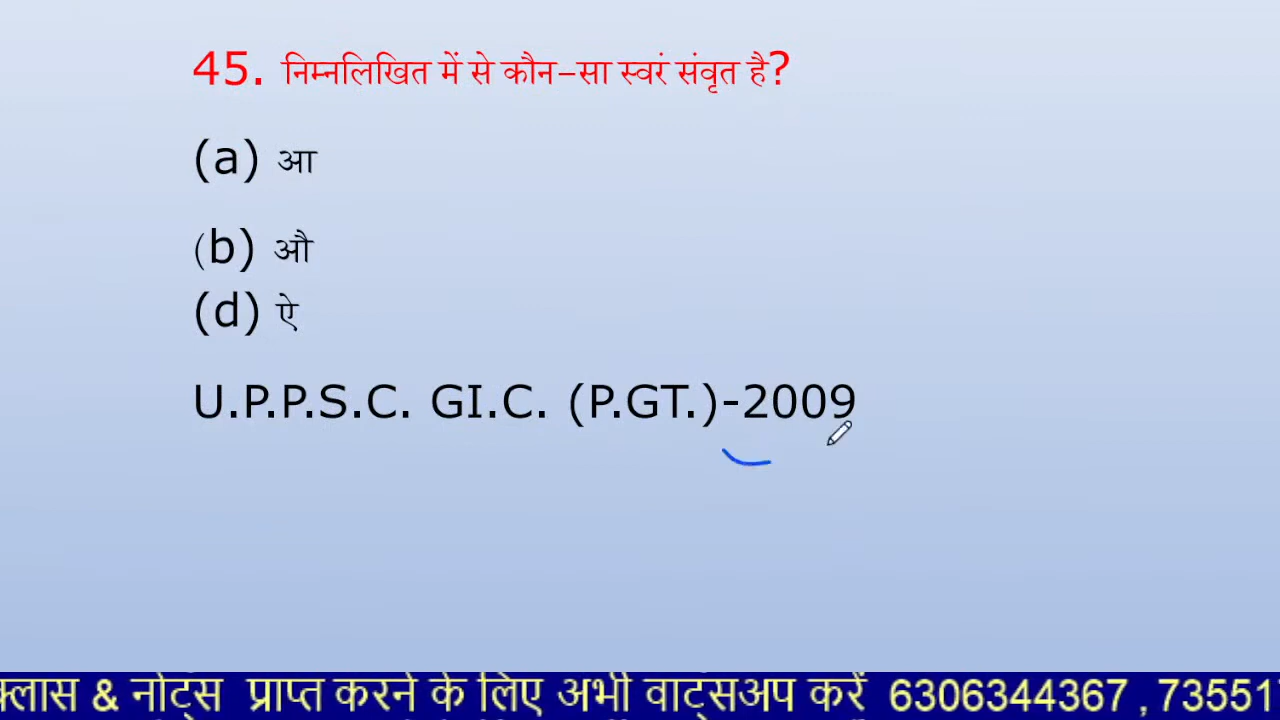 45. निम्नलिखित में से कौन-सा स्वरं संवृत है?
(a) आ
(b) औ
(d) ऐ
U.P.P.S.C. GI.C. (P.GT.)-2009
क्लास & नोट्स प्राप्त करने के लिए अभी वाट्सअप करें 6306344367 , 73551